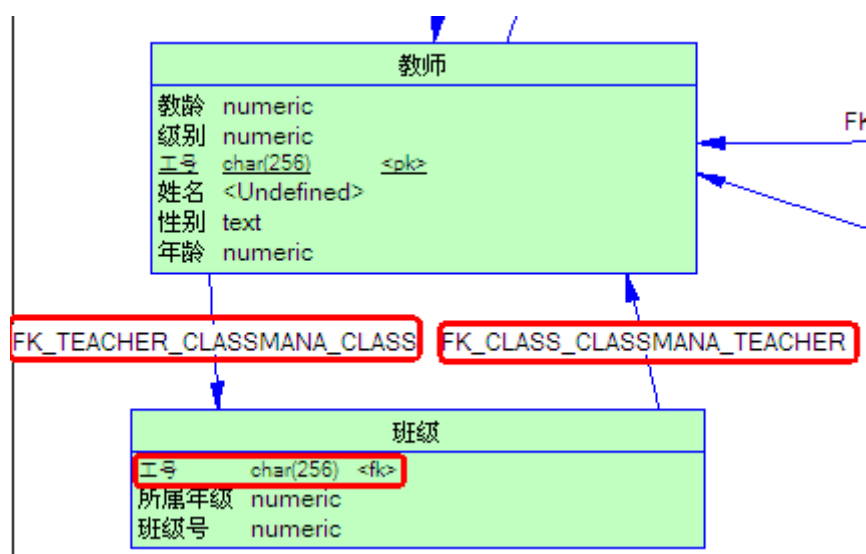 教师
教龄 numeric
级别 numeric
工号 char(256) <pk>
姓名 <Undefined>
性别 text
年龄 numeric
FK
FK_TEACHER_CLASSMANA_CLASS FK_CLASS_CLASSMANA_TEACHER
班级
工号 char(256) <fk>
所属年级 numeric
班级号 numeric